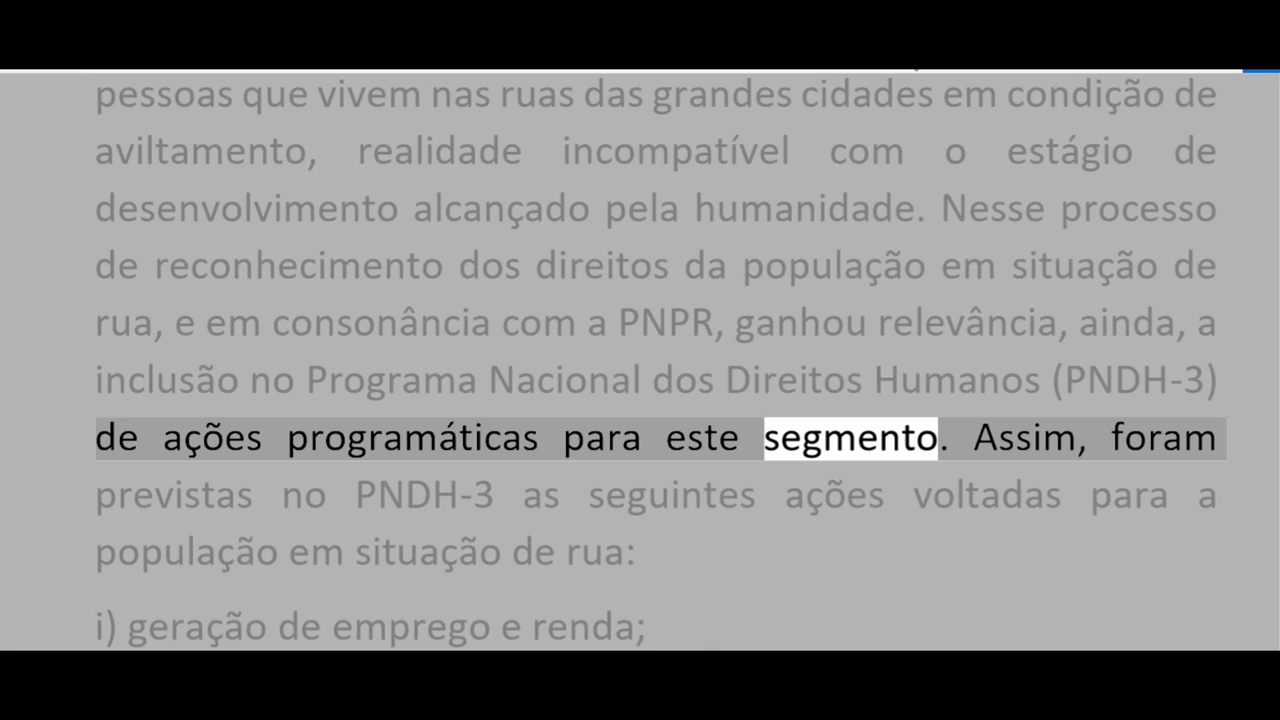 pessoas que vivem nas ruas das grandes cidades em condição de
aviltamento, realidade incompatível com o estágio de
desenvolvimento alcançado pela humanidade. Nesse processo
de reconhecimento dos direitos da população em situação de
rua, e em consonância com a PNPR, ganhou relevância, ainda, a
inclusão no Programa Nacional dos Direitos Humanos (PNDH-3)
de ações programáticas para este segmento. Assim, foram
previstas no PNDH-3 as seguintes ações voltadas para a
população em situação de rua:
i) geração de emprego e renda;